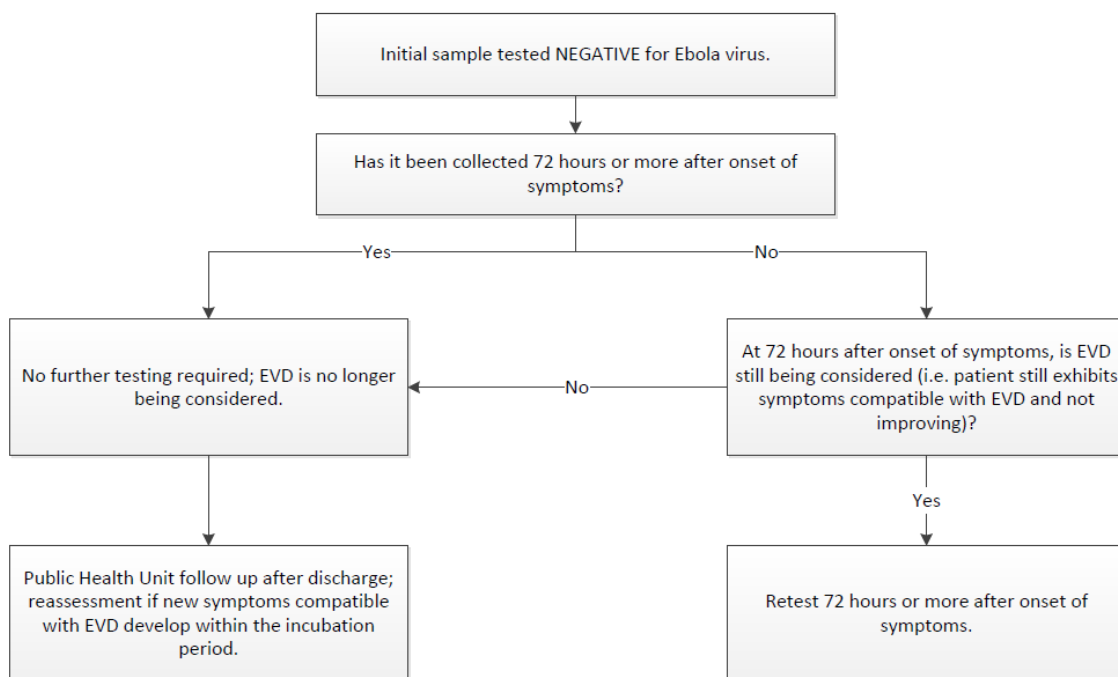 Initial sample tested NEGATIVE for Ebola virus.
Has it been collected 72 hours or more after onset of
symptoms?
Yes
No
No further testing required; EVD is no longer
being considered.
No
At 72 hours after onset of symptoms, is EVD
still being considered (i.e. patient still exhibits
symptoms compatible with EVD and not
improving)?
Yes
Public Health Unit follow up after discharge;
reassessment if new symptoms compatible
with EVD develop within the incubation
period.
Retest 72 hours or more after onset of
symptoms.